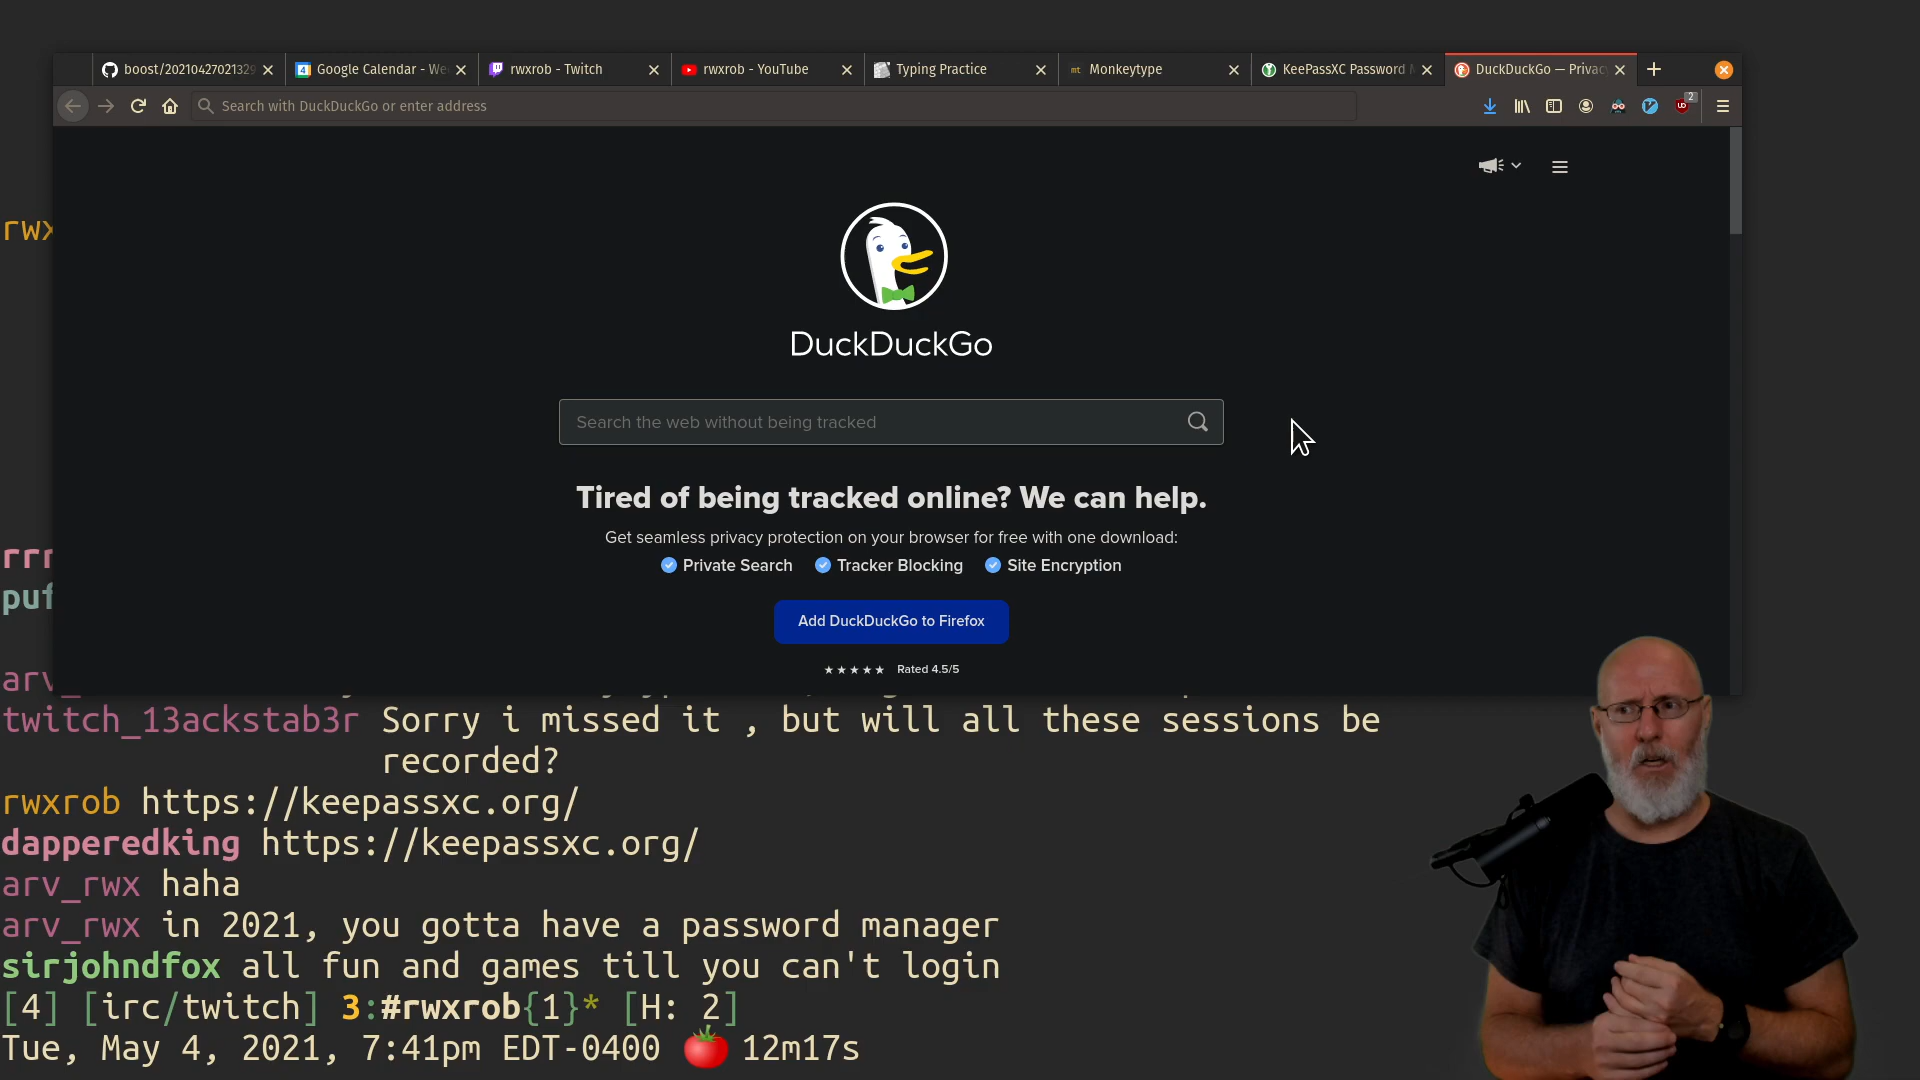 boost/20210427021329
Google Calendar - We
rwxrob - Twitch
rwxrob - YouTube
Typing Practice
mt Monkeytype
KeePassXC Password
DuckDuckGo — Privac
Search with DuckDuckGo or enter address
2
DuckDuckGo
Search the web without being tracked
Tired of being tracked online? We can help.
Get seamless privacy protection on your browser for free with one download:
Private Search
Tracker Blocking
Site Encryption
Add DuckDuckGo to Firefox
★★★★★ Rated 4.5/5
rwx
rrr
puf
arv_
twitch_13ackstab3r Sorry i missed it , but will all these sessions be
recorded?
rwxrob https://keepassxc.org/
dapperedking https://keepassxc.org/
arv_rwx haha
arv_rwx in 2021, you gotta have a password manager
sirjohndfox all fun and games till you can't login
[4] [irc/twitch] 3:#rwxrob{1}* [H: 2]
Tue, May 4, 2021, 7:41pm EDT-0400 🍅 12m17s